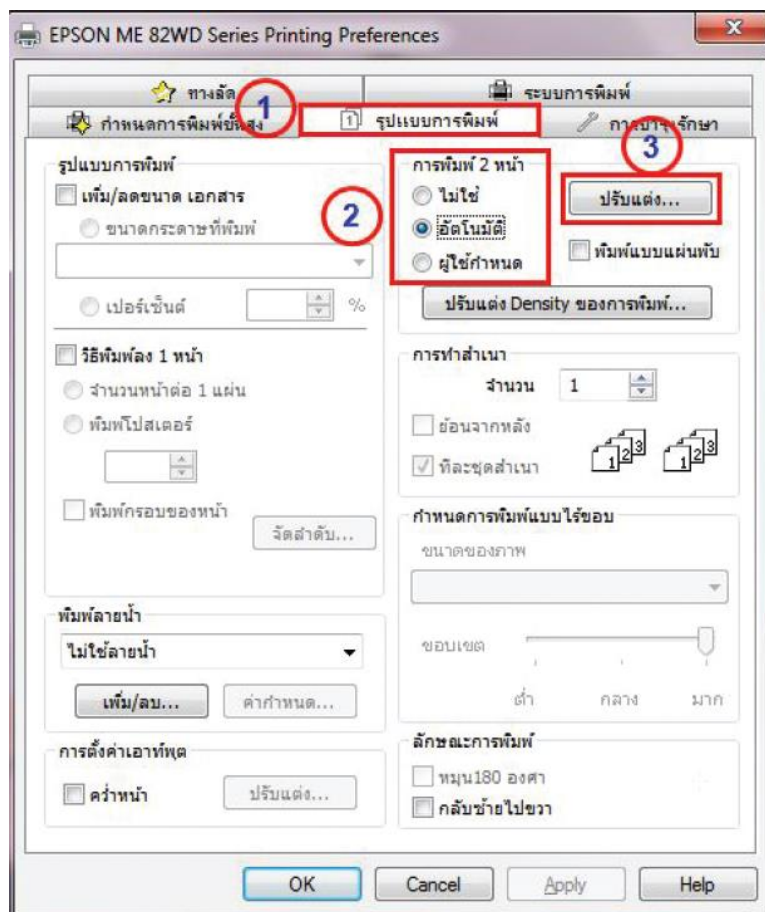 EPSON ME 82WD Series Printing Preferences
ทางลัด
ระบบการพิมพ์
กำหนดการพิมพ์ขั้นสูง
1
รูปแบบการพิมพ์
การบำรุงรักษา
รูปแบบการพิมพ์
เพิ่ม/ลดขนาด เอกสาร
ขนาดกระดาษที่พิมพ์
เปอร์เซ็นต์
%
วิธีพิมพ์ลง 1 หน้า
จำนวนหน้าต่อ 1 แผ่น
พิมพ์โปสเตอร์
พิมพ์กรอบของหน้า
จัดลำดับ...
พิมพ์ลายน้ำ
ไม่ใช้ลายน้ำ
เพิ่ม/ลบ...
ค่ากำหนด...
การตั้งค่าเอาท์พุต
คว่ำหน้า
ปรับแต่ง...
2
การพิมพ์ 2 หน้า
ไม่ใช้
อัตโนมัติ
ผู้ใช้กำหนด
3
ปรับแต่ง...
พิมพ์แบบแผ่นพับ
ปรับแต่ง Density ของการพิมพ์...
การทำสำเนา
จำนวน
1
ย้อนจากหลัง
ทีละชุดสำเนา
1 2 3
1 2 3
กำหนดการพิมพ์แบบไร้ขอบ
ขนาดของภาพ
ขอบเขต
ต่ำ
กลาง
มาก
ลักษณะการพิมพ์
หมุน180 องศา
กลับซ้ายไปขวา
OK
Cancel
Apply
Help